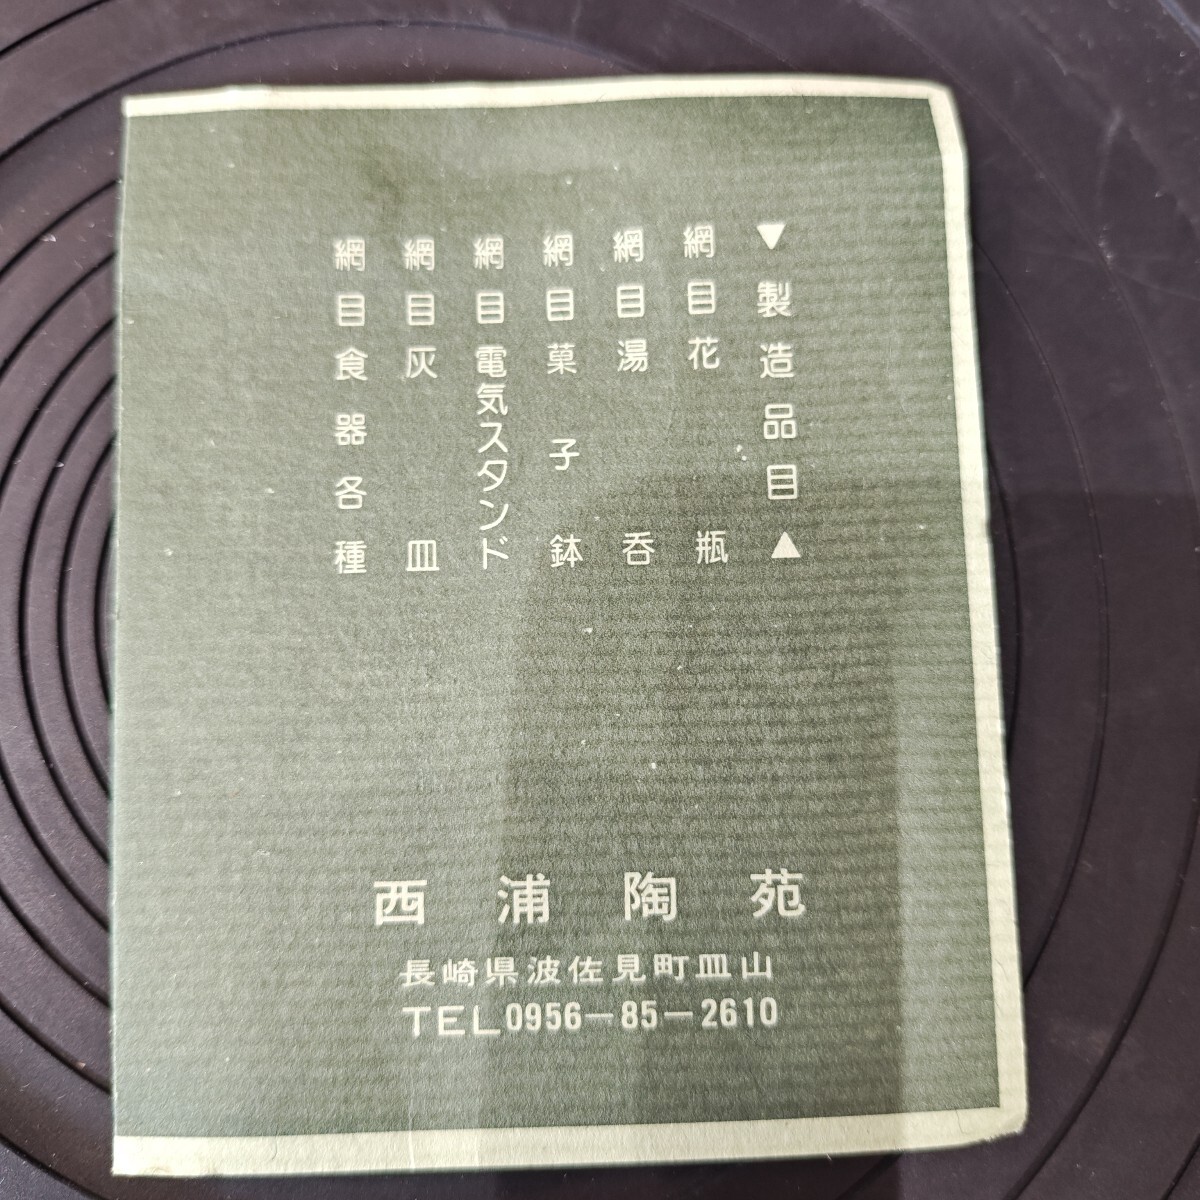 ▼製造品目▲
網目花瓶
網目湯呑
網目菓子鉢
網目電気スタンド
網目灰皿
網目食器各種
西浦陶苑
長崎県波佐見町皿山
TEL0956-85-2610